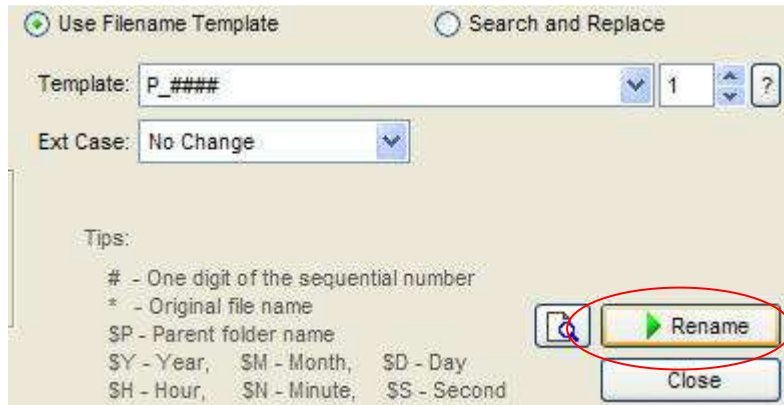 Use Filename Template Search and Replace
Template: P_#### 1 ?
Ext Case: No Change
Tips:
# - One digit of the sequential number
* - Original file name
$P - Parent folder name
Rename
$Y - Year, $M - Month, $D - Day
$H - Hour, $N - Minute, $S - Second
Close